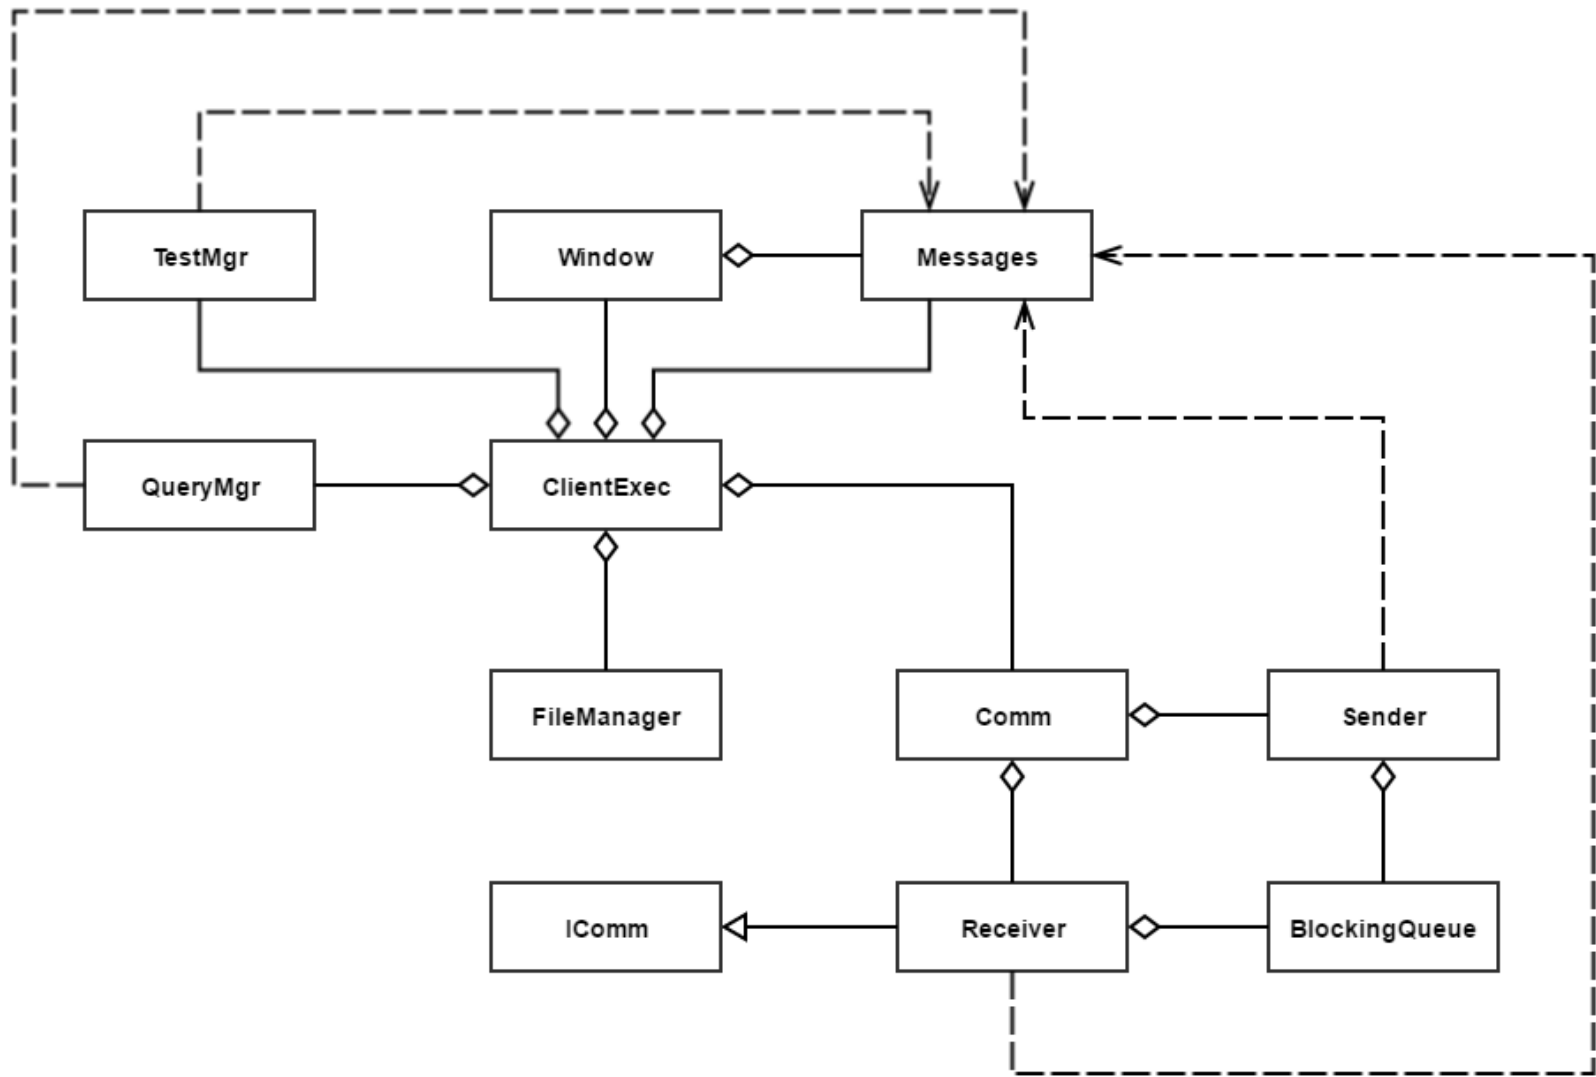 TestMgr
Window
Messages
QueryMgr
ClientExec
FileManager
Comm
Sender
IComm
Receiver
BlockingQueue